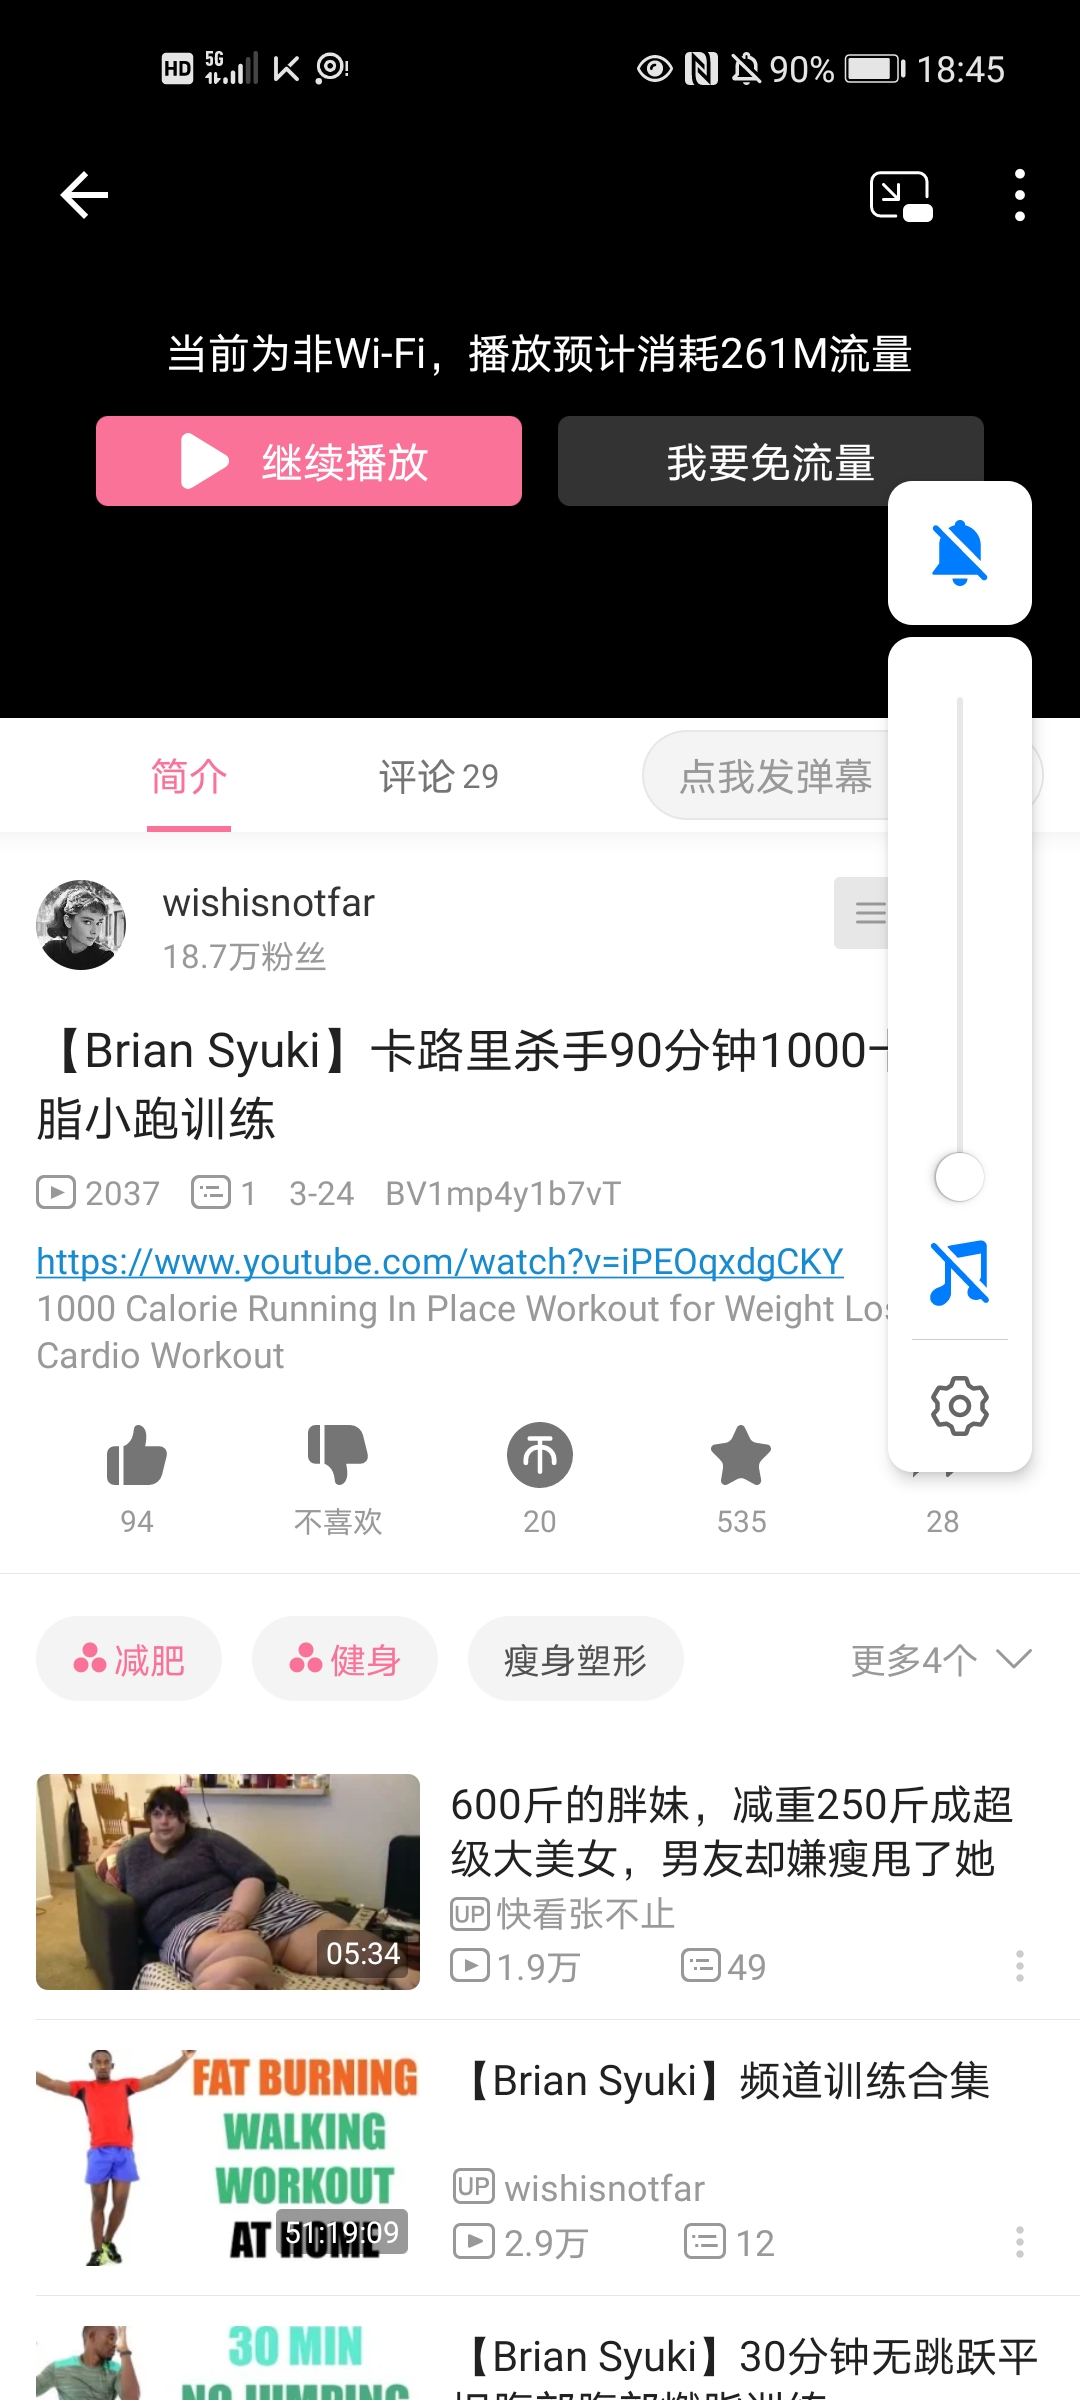 HD 5G 90% 18:45
当前为非Wi-Fi，播放预计消耗261M流量
继续播放
我要免流量
简介
评论 29
点我发弹幕
wishisnotfar
18.7万粉丝
【Brian Syuki】卡路里杀手90分钟1000
脂小跑训练
2037 1 3-24 BV1mp4y1b7vT
https://www.youtube.com/watch?v=iPEOqxdgCKY
1000 Calorie Running In Place Workout for Weight Los
Cardio Workout
94 不喜欢 20 535 28
减肥 健身 瘦身塑形 更多4个
600斤的胖妹，减重250斤成超
级大美女，男友却嫌瘦甩了她
UP 快看张不止
1.9万 49
05:34
FAT BURNING
WALKING
WORKOUT
AT HOME
51:19:09
【Brian Syuki】频道训练合集
UP wishisnotfar
2.9万 12
30 MIN
NO JUMPING
【Brian Syuki】30分钟无跳跃平